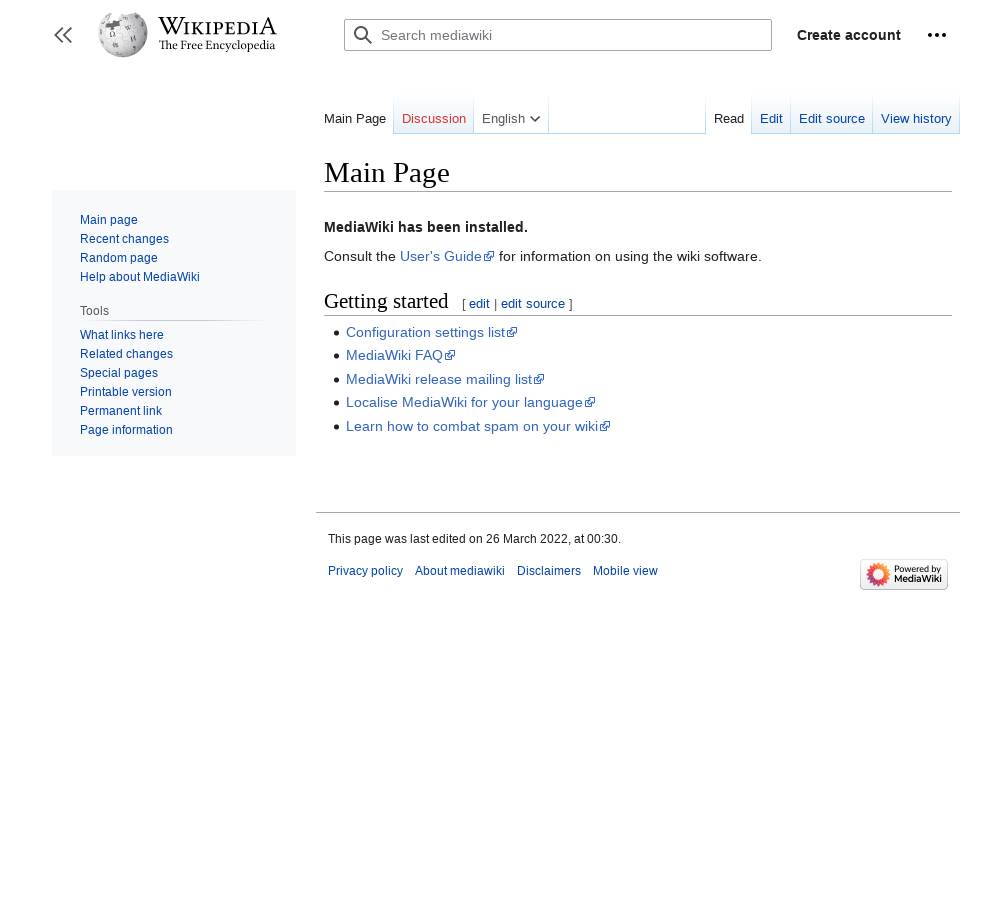 WIKIPEDIA
The Free Encyclopedia
Search mediawiki
Create account
Main Page
Discussion
English
Read
Edit
Edit source
View history
Main Page
Main page
Recent changes
Random page
Help about MediaWiki
Tools
What links here
Related changes
Special pages
Printable version
Permanent link
Page information
MediaWiki has been installed.
Consult the User's Guide for information on using the wiki software.
Getting started [ edit | edit source ]
Configuration settings list
MediaWiki FAQ
MediaWiki release mailing list
Localise MediaWiki for your language
Learn how to combat spam on your wiki
This page was last edited on 26 March 2022, at 00:30.
Privacy policy About mediawiki Disclaimers Mobile view
Powered by
MediaWiki